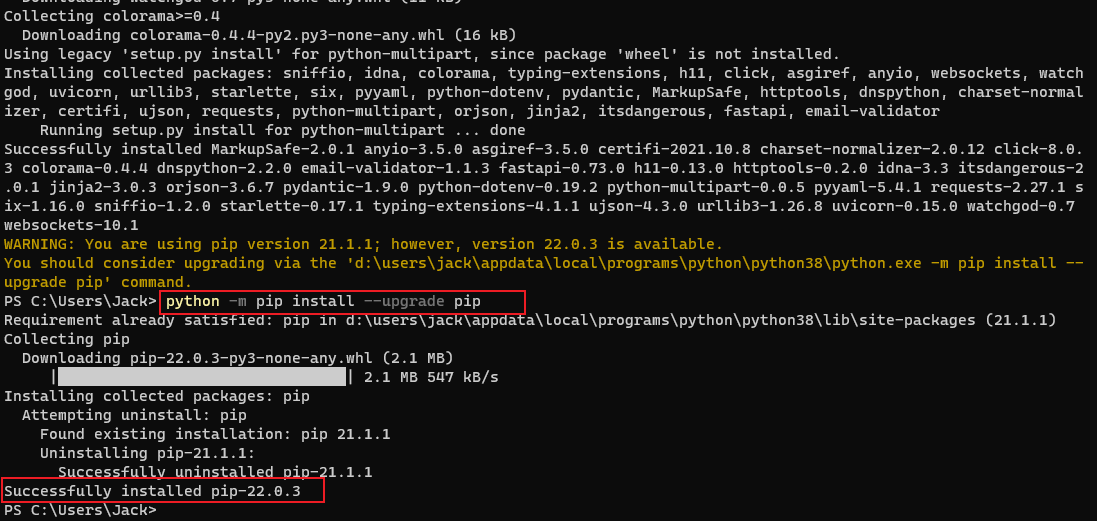 Downloading watchgod-0.7-py3-none-any.whl (11 kB)
Collecting colorama>=0.4
  Downloading colorama-0.4.4-py2.py3-none-any.whl (16 kB)
Using legacy 'setup.py install' for python-multipart, since package 'wheel' is not installed.
Installing collected packages: sniffio, idna, colorama, typing-extensions, h11, click, asgiref, anyio, websockets, watch
god, uvicorn, urllib3, starlette, six, pyyaml, python-dotenv, pydantic, MarkupSafe, httptools, dnspython, charset-normal
izer, certifi, ujson, requests, python-multipart, orjson, jinja2, itsdangerous, fastapi, email-validator
    Running setup.py install for python-multipart ... done
Successfully installed MarkupSafe-2.0.1 anyio-3.5.0 asgiref-3.5.0 certifi-2021.10.8 charset-normalizer-2.0.12 click-8.0.
3 colorama-0.4.4 dnspython-2.2.0 email-validator-1.1.3 fastapi-0.73.0 h11-0.13.0 httptools-0.2.0 idna-3.3 itsdangerous-2
.0.1 jinja2-3.0.3 orjson-3.6.7 pydantic-1.9.0 python-dotenv-0.19.2 python-multipart-0.0.5 pyyaml-5.4.1 requests-2.27.1 s
ix-1.16.0 sniffio-1.2.0 starlette-0.17.1 typing-extensions-4.1.1 ujson-4.3.0 urllib3-1.26.8 uvicorn-0.15.0 watchgod-0.7
websockets-10.1
WARNING: You are using pip version 21.1.1; however, version 22.0.3 is available.
You should consider upgrading via the 'd:\users\jack\appdata\local\programs\python\python38\python.exe -m pip install --
upgrade pip' command.
PS C:\Users\Jack> python -m pip install --upgrade pip
Requirement already satisfied: pip in d:\users\jack\appdata\local\programs\python\python38\lib\site-packages (21.1.1)
Collecting pip
  Downloading pip-22.0.3-py3-none-any.whl (2.1 MB)
     |████████████████████████████████| 2.1 MB 547 kB/s
Installing collected packages: pip
  Attempting uninstall: pip
    Found existing installation: pip 21.1.1
    Uninstalling pip-21.1.1:
      Successfully uninstalled pip-21.1.1
Successfully installed pip-22.0.3
PS C:\Users\Jack>